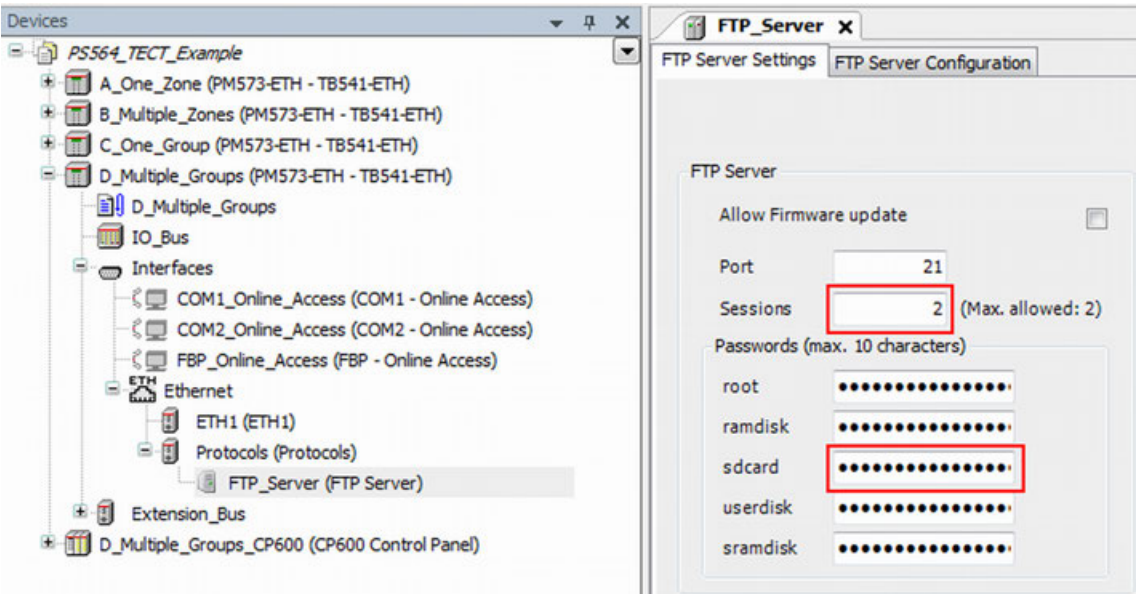 Devices
PS564_TECT_Example
A_One_Zone (PM573-ETH - TB541-ETH)
B_Multiple_Zones (PM573-ETH - TB541-ETH)
C_One_Group (PM573-ETH - TB541-ETH)
D_Multiple_Groups (PM573-ETH - TB541-ETH)
D_Multiple_Groups
IO_Bus
Interfaces
COM1_Online_Access (COM1 - Online Access)
COM2_Online_Access (COM2 - Online Access)
FBP_Online_Access (FBP - Online Access)
ETH Ethernet
ETH1 (ETH1)
Protocols (Protocols)
FTP_Server (FTP Server)
Extension_Bus
D_Multiple_Groups_CP600 (CP600 Control Panel)
FTP_Server
FTP Server Settings FTP Server Configuration
FTP Server
Allow Firmware update
Port 21
Sessions 2 (Max. allowed: 2)
Passwords (max. 10 characters)
root
ramdisk
sdcard
userdisk
sramdisk